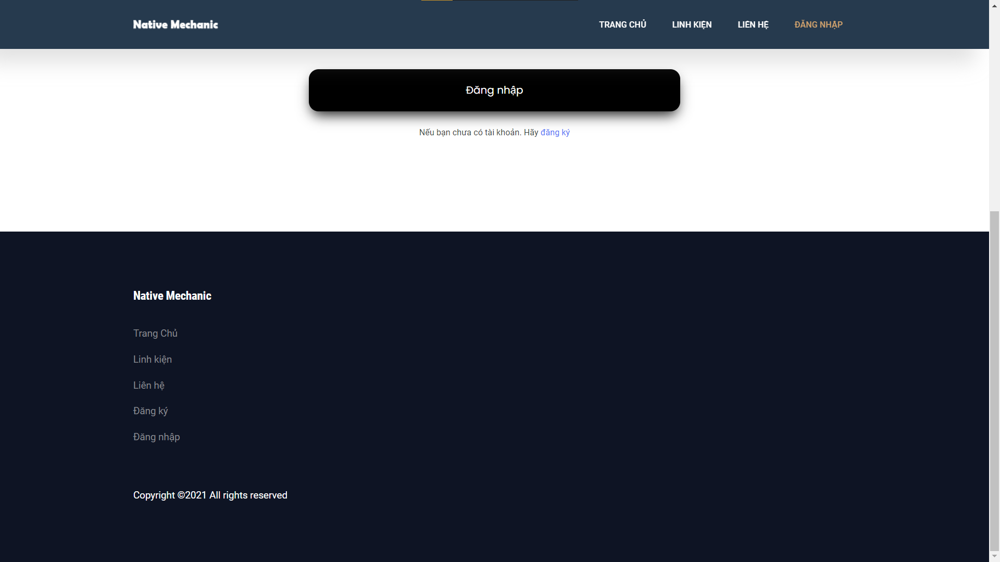 Native Mechanic
TRANG CHỦ
LINH KIỆN
LIÊN HỆ
ĐĂNG NHẬP
Đăng nhập
Nếu bạn chưa có tài khoản. Hãy đăng ký
Native Mechanic
Trang Chủ
Linh kiện
Liên hệ
Đăng ký
Đăng nhập
Copyright ©2021 All rights reserved